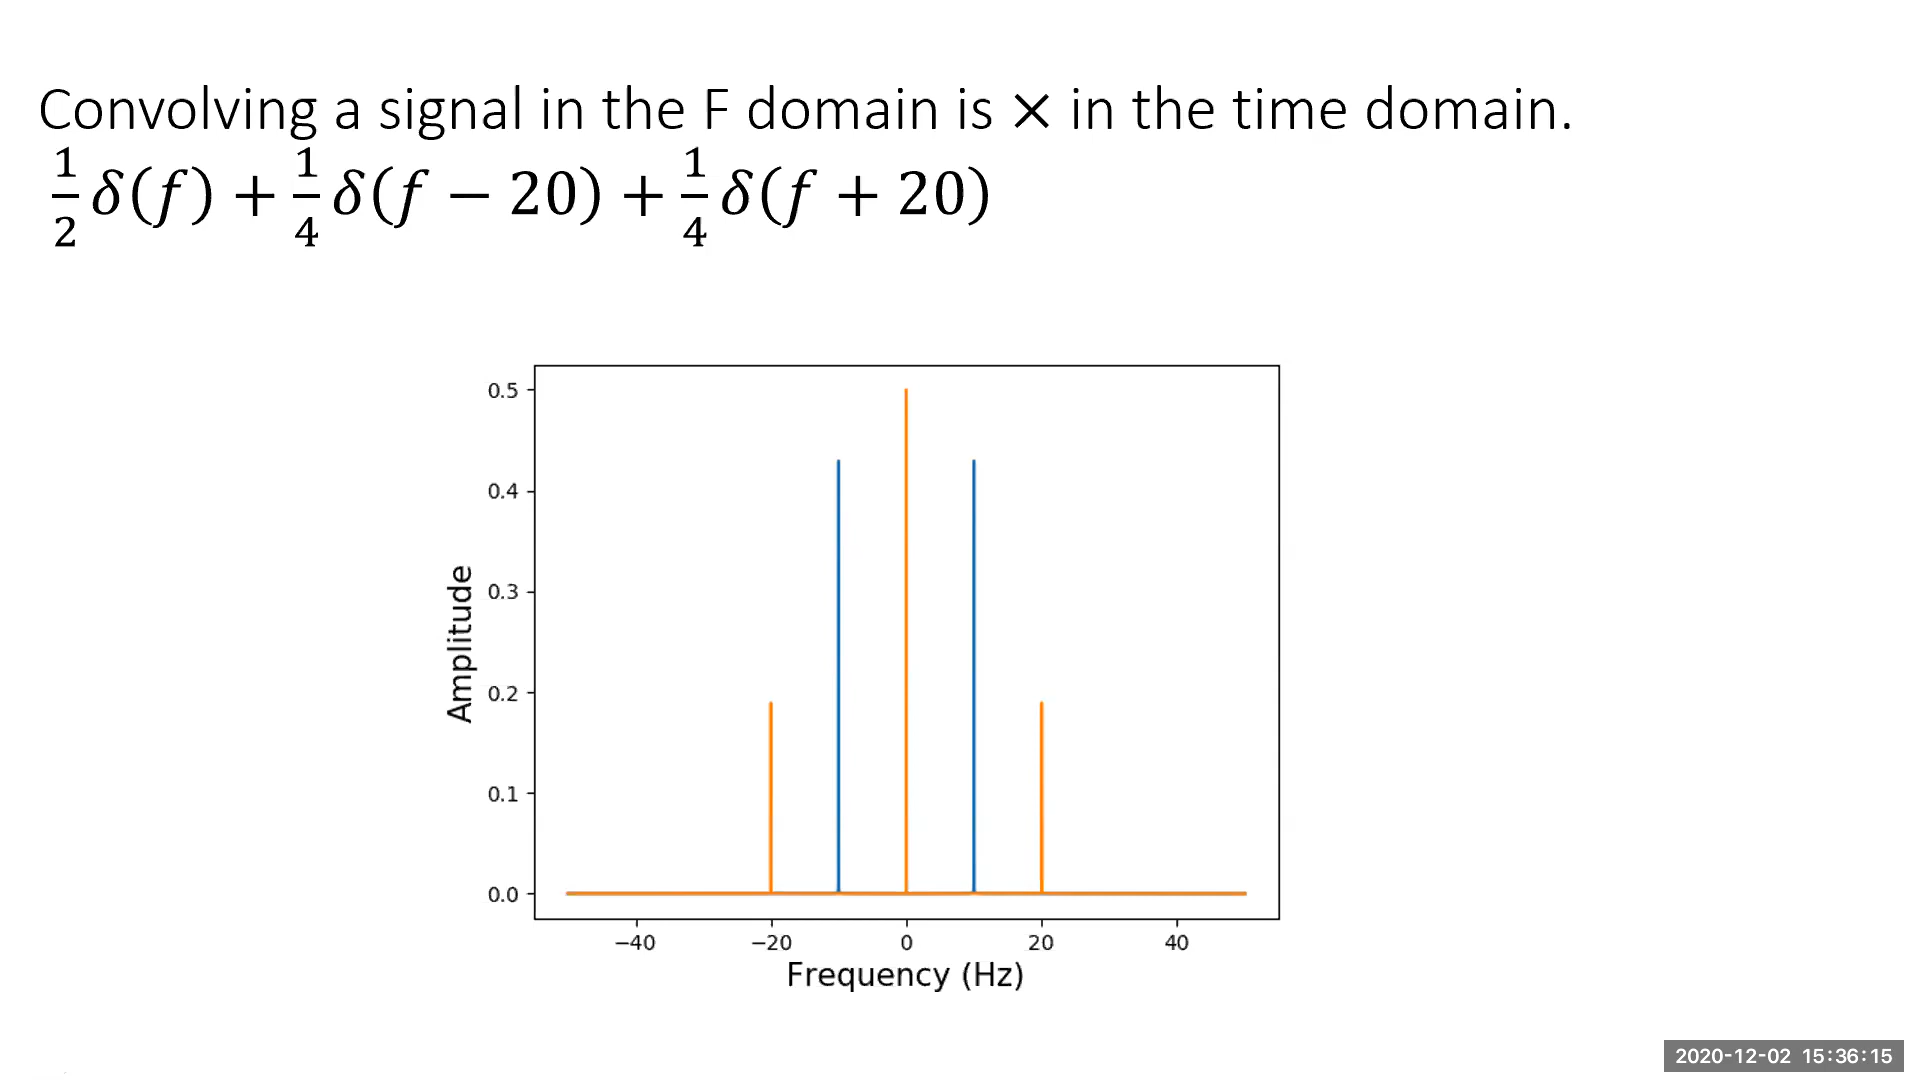 Convolving a signal in the F domain is × in the time domain.
1/2 δ(f) + 1/4 δ(f − 20) + 1/4 δ(f + 20)
0.5
0.4
0.3
0.2
0.1
0.0
Amplitude
−40 −20 0 20 40
Frequency (Hz)
2020-12-02 15:36:15